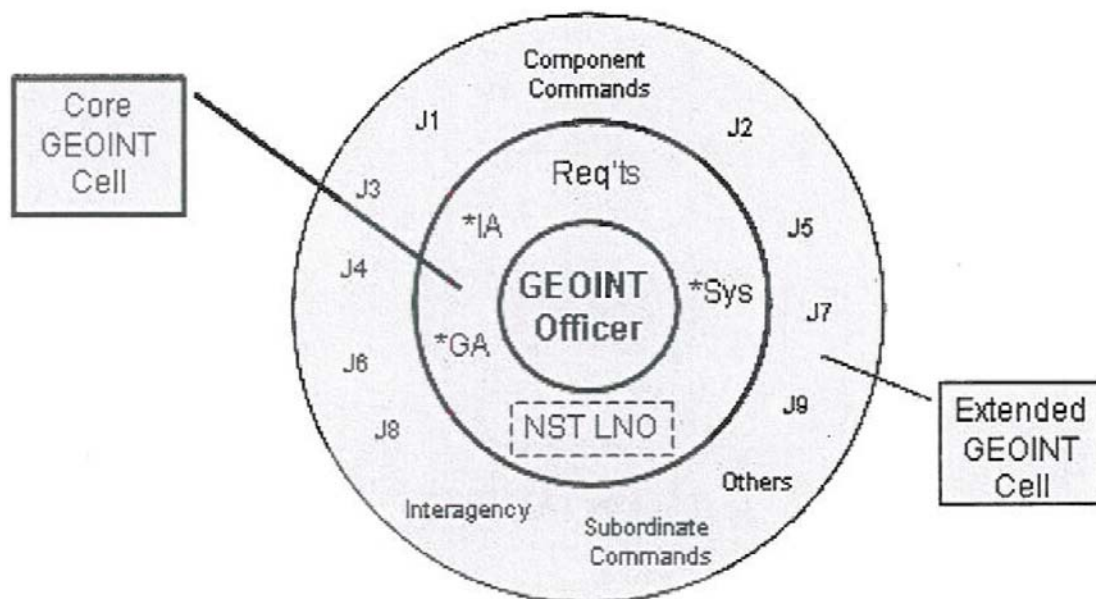 Component
Commands
Core
GEOINT
Cell
J1
J2
Req'ts
J3
*IA
J5
J4
GEOINT
Officer
*Sys
J7
*GA
J6
J9
Extended
GEOINT
Cell
J8
NST LNO
Others
Interagency
Subordinate
Commands